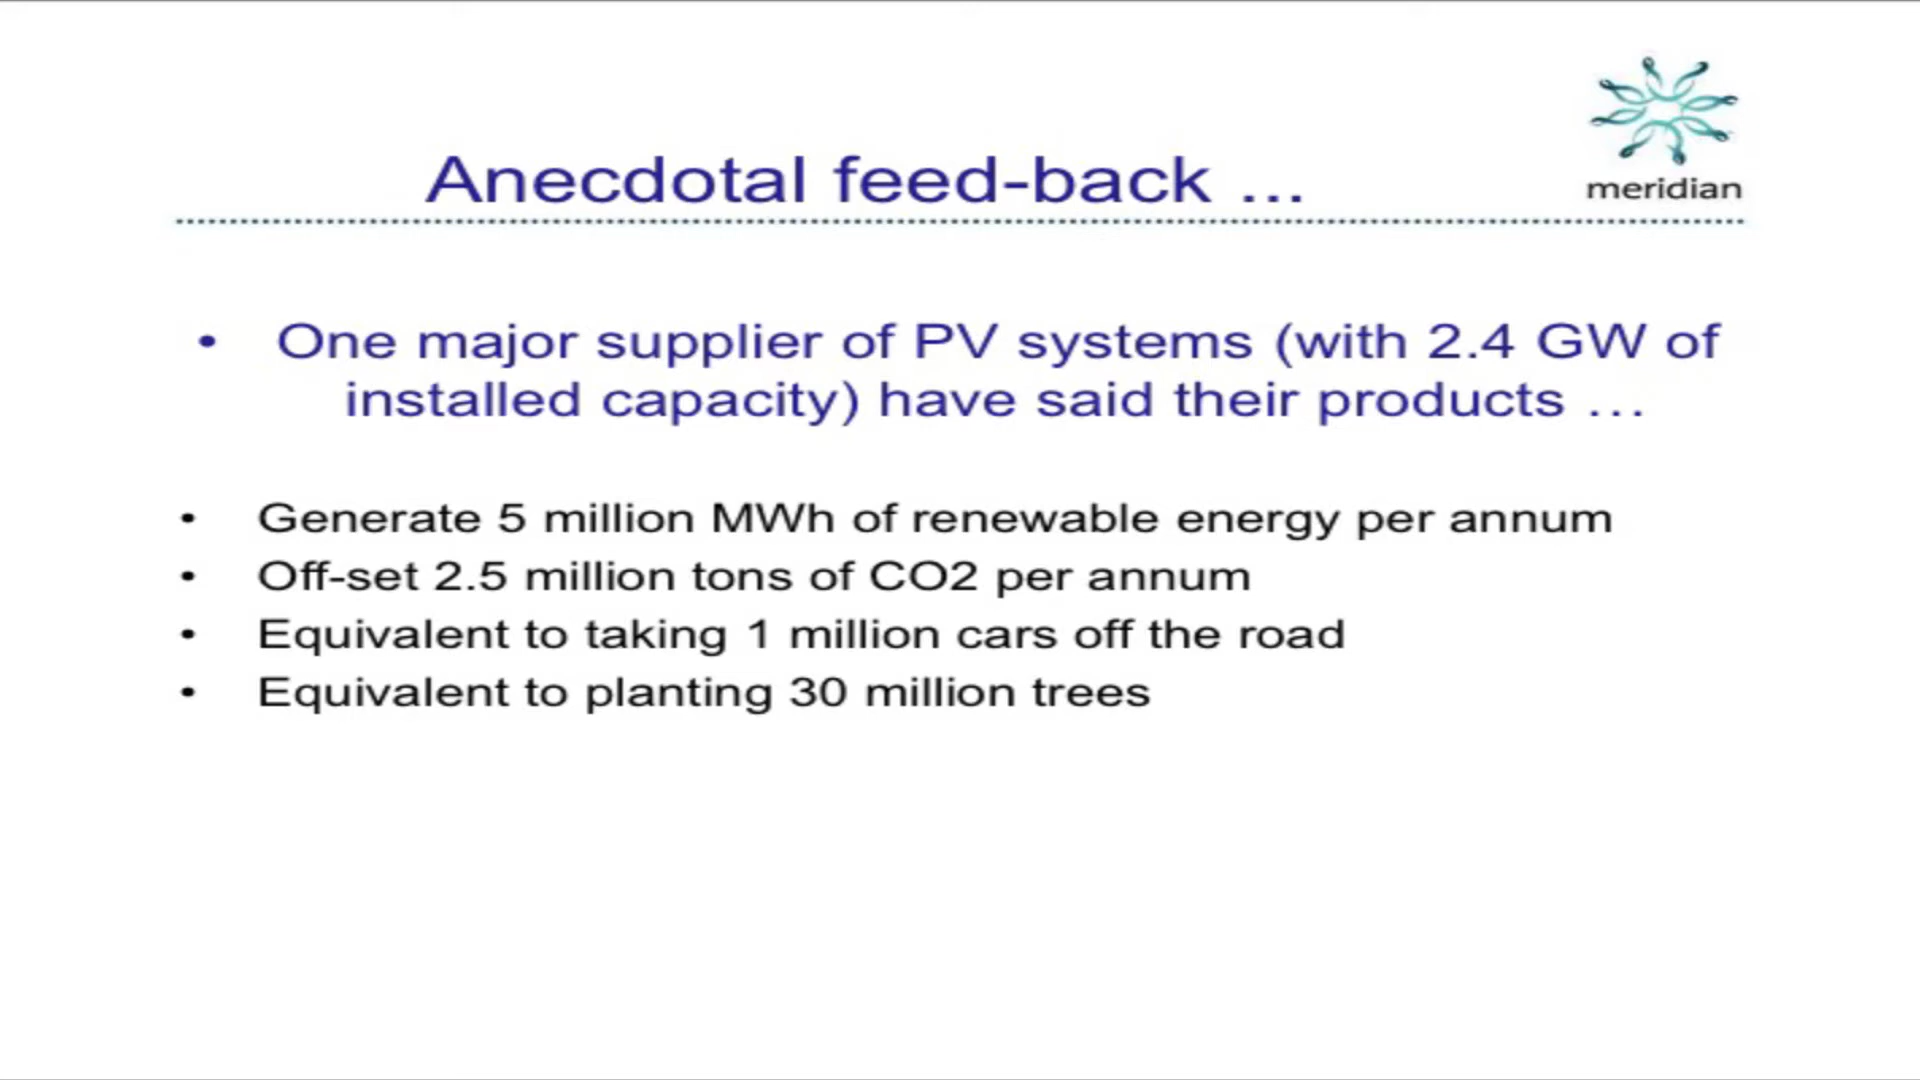 meridian
Anecdotal feed-back ...
• One major supplier of PV systems (with 2.4 GW of
installed capacity) have said their products …
• Generate 5 million MWh of renewable energy per annum
• Off-set 2.5 million tons of CO2 per annum
• Equivalent to taking 1 million cars off the road
• Equivalent to planting 30 million trees